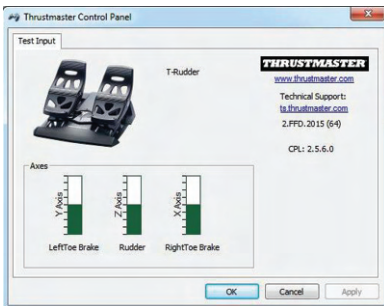 Thrustmaster Control Panel
Test Input
T-Rudder
THRUSTMASTER
www.thrustmaster.com
Technical Support:
ts.thrustmaster.com
2.FFD.2015 (64)
CPL: 2.5.6.0
Axes
Y Axis
Z Axis
X Axis
LeftToe Brake
Rudder
RightToe Brake
OK
Cancel
Apply